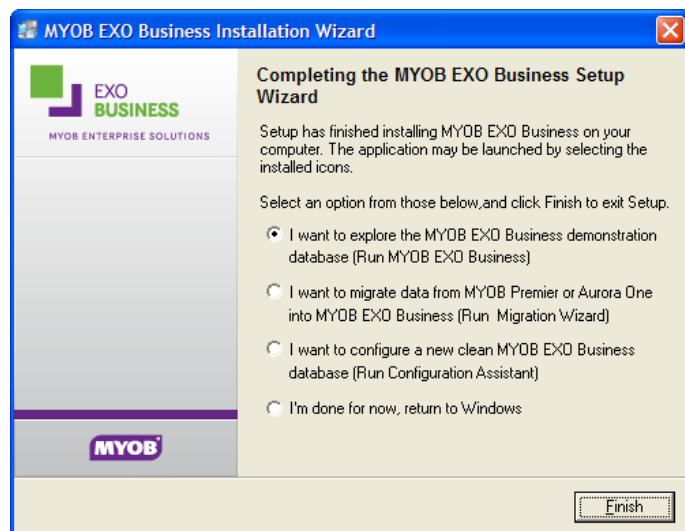 MYOB EXO Business Installation Wizard
EXO
BUSINESS
MYOB ENTERPRISE SOLUTIONS
Completing the MYOB EXO Business Setup
Wizard
Setup has finished installing MYOB EXO Business on your
computer. The application may be launched by selecting the
installed icons.
Select an option from those below,and click Finish to exit Setup.
I want to explore the MYOB EXO Business demonstration
database (Run MYOB EXO Business)
I want to migrate data from MYOB Premier or Aurora One
into MYOB EXO Business (Run  Migration Wizard)
I want to configure a new clean MYOB EXO Business
database (Run Configuration Assistant)
I'm done for now, return to Windows
MYOB
Finish